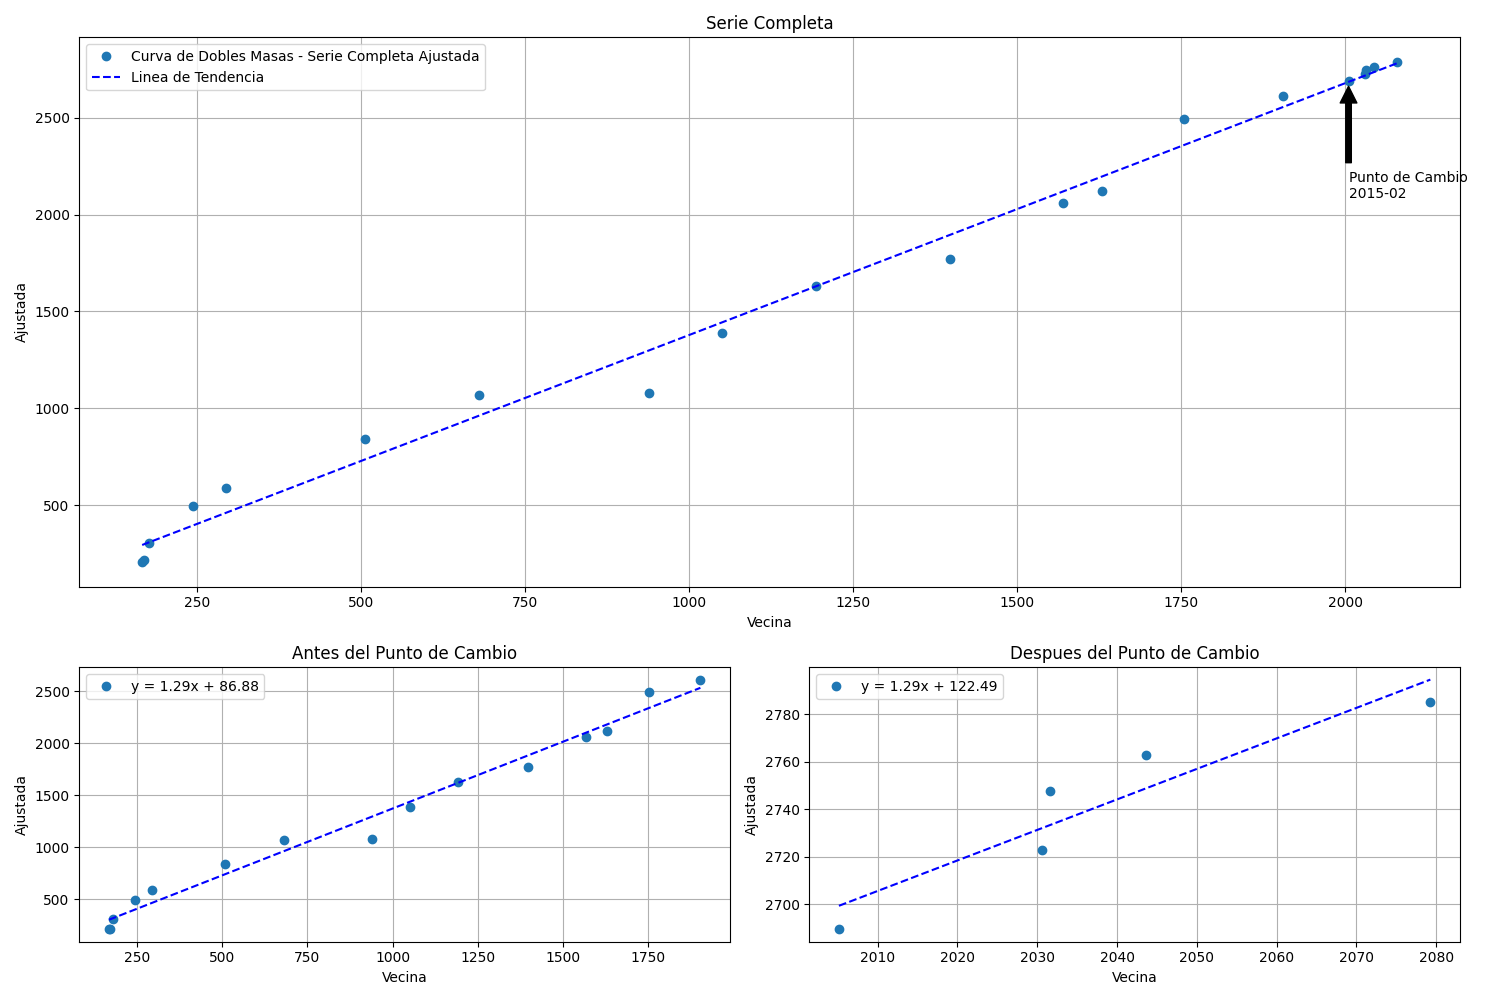 Serie Completa
Curva de Dobles Masas - Serie Completa Ajustada
Linea de Tendencia
Ajustada
2500
2000
1500
1000
500
Punto de Cambio
2015-02
250 500 750 1000 1250 1500 1750 2000
Vecina
Antes del Punto de Cambio
y = 1.29x + 86.88
Ajustada
2500
2000
1500
1000
500
250 500 750 1000 1250 1500 1750
Vecina
Despues del Punto de Cambio
y = 1.29x + 122.49
Ajustada
2780
2760
2740
2720
2700
2010 2020 2030 2040 2050 2060 2070 2080
Vecina